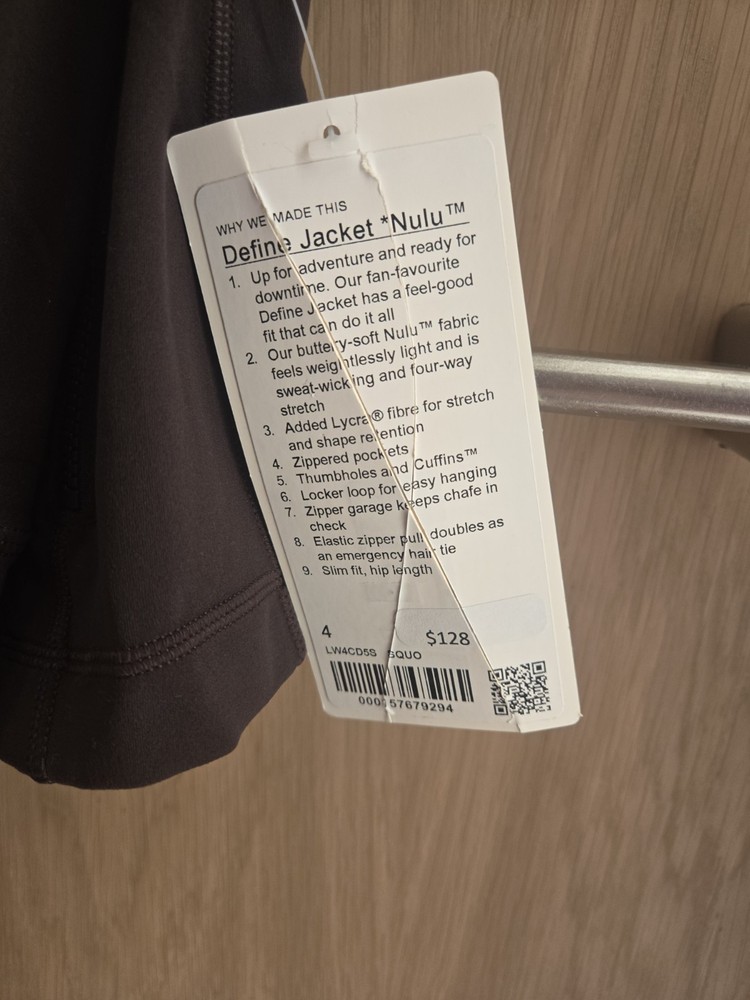 WHY WE MADE THIS
Define Jacket *Nulu™
1. Up for adventure and ready for
downtime. Our fan-favourite
Define Jacket has a feel-good
fit that can do it all
2. Our buttery-soft Nulu™ fabric
feels weightlessly light and is
sweat-wicking and four-way
stretch
3. Added Lycra® fibre for stretch
and shape retention
4. Zippered pockets
5. Thumbholes and Cuffins™
6. Locker loop for easy hanging
7. Zipper garage keeps chafe in
check
8. Elastic zipper pull doubles as
an emergency hair tie
9. Slim fit, hip length
4 $128
LW4CD5S SQUO
000157679294